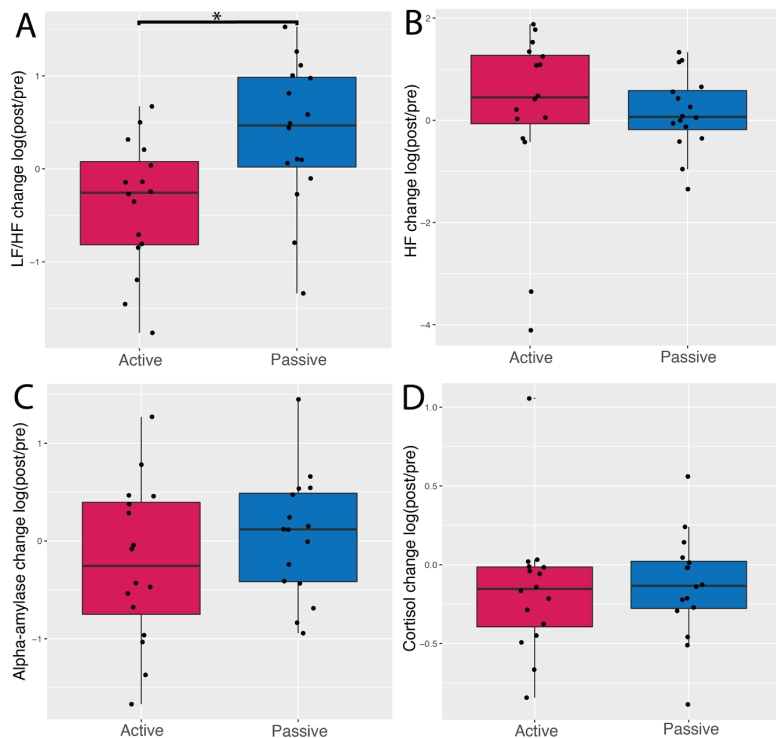 A
*
LF/HF change log(post/pre)
1
0
−1
Active
Passive
B
HF change log(post/pre)
2
0
−2
−4
Active
Passive
C
Alpha-amylase change log(post/pre)
1
0
−1
Active
Passive
D
Cortisol change log(post/pre)
1.0
0.5
0.0
−0.5
Active
Passive